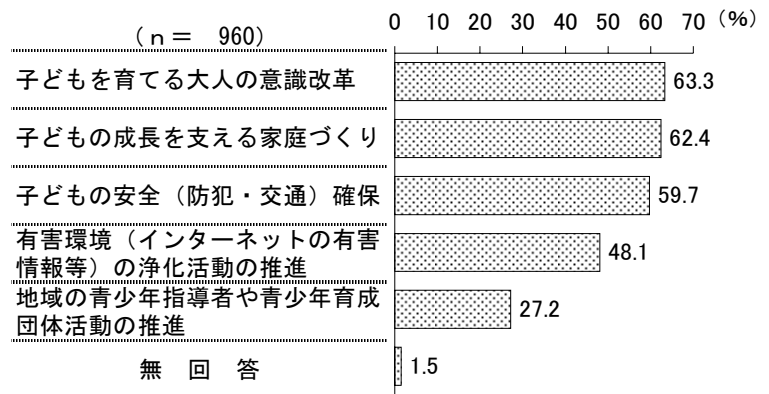 （ｎ＝　960）
0 10 20 30 40 50 60 70 （％）
子どもを育てる大人の意識改革 63.3
子どもの成長を支える家庭づくり 62.4
子どもの安全（防犯・交通）確保 59.7
有害環境（インターネットの有害
情報等）の浄化活動の推進 48.1
地域の青少年指導者や青少年育成
団体活動の推進 27.2
無　回　答 1.5